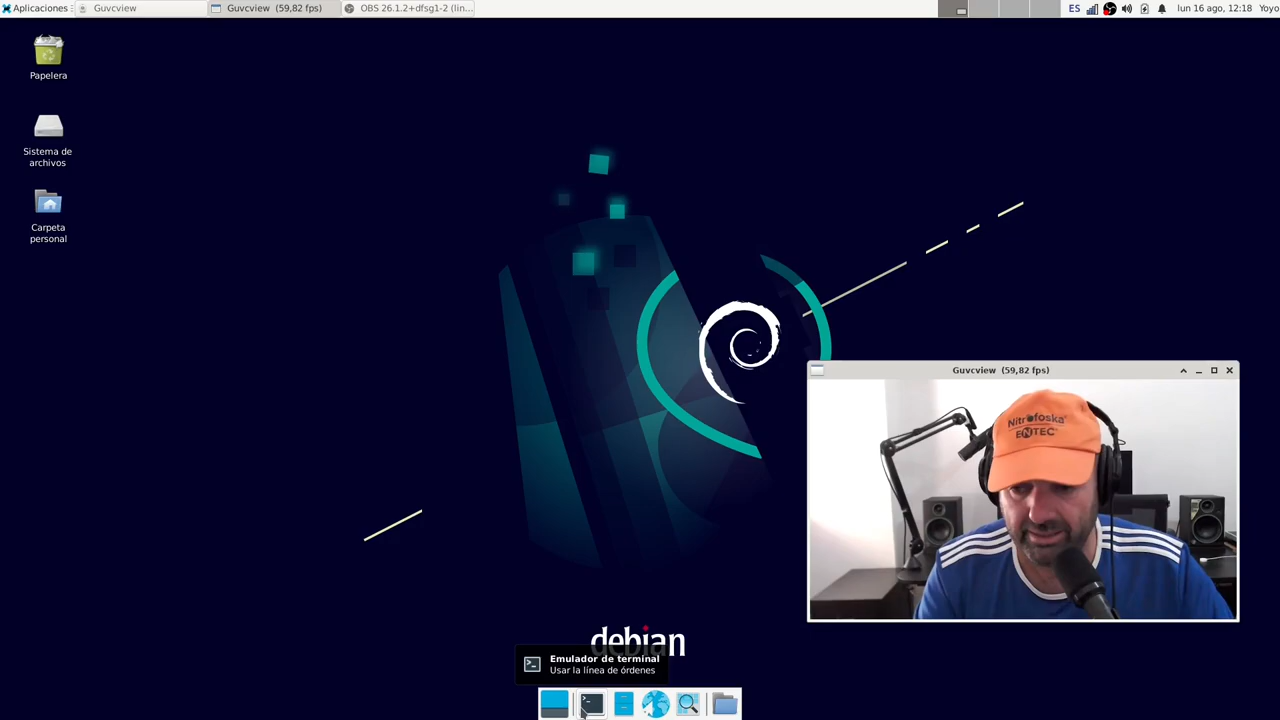 Aplicaciones
Guvcview
Guvcview (59,82 fps)
OBS 26.1.2+dfsg1-2 (lin...
ES
lun 16 ago, 12:18
Yoyo
Papelera
Sistema de
archivos
Carpeta
personal
Guvcview (59,82 fps)
Nitrofoska
ENTEC
debian
Emulador de terminal
Usar la línea de órdenes